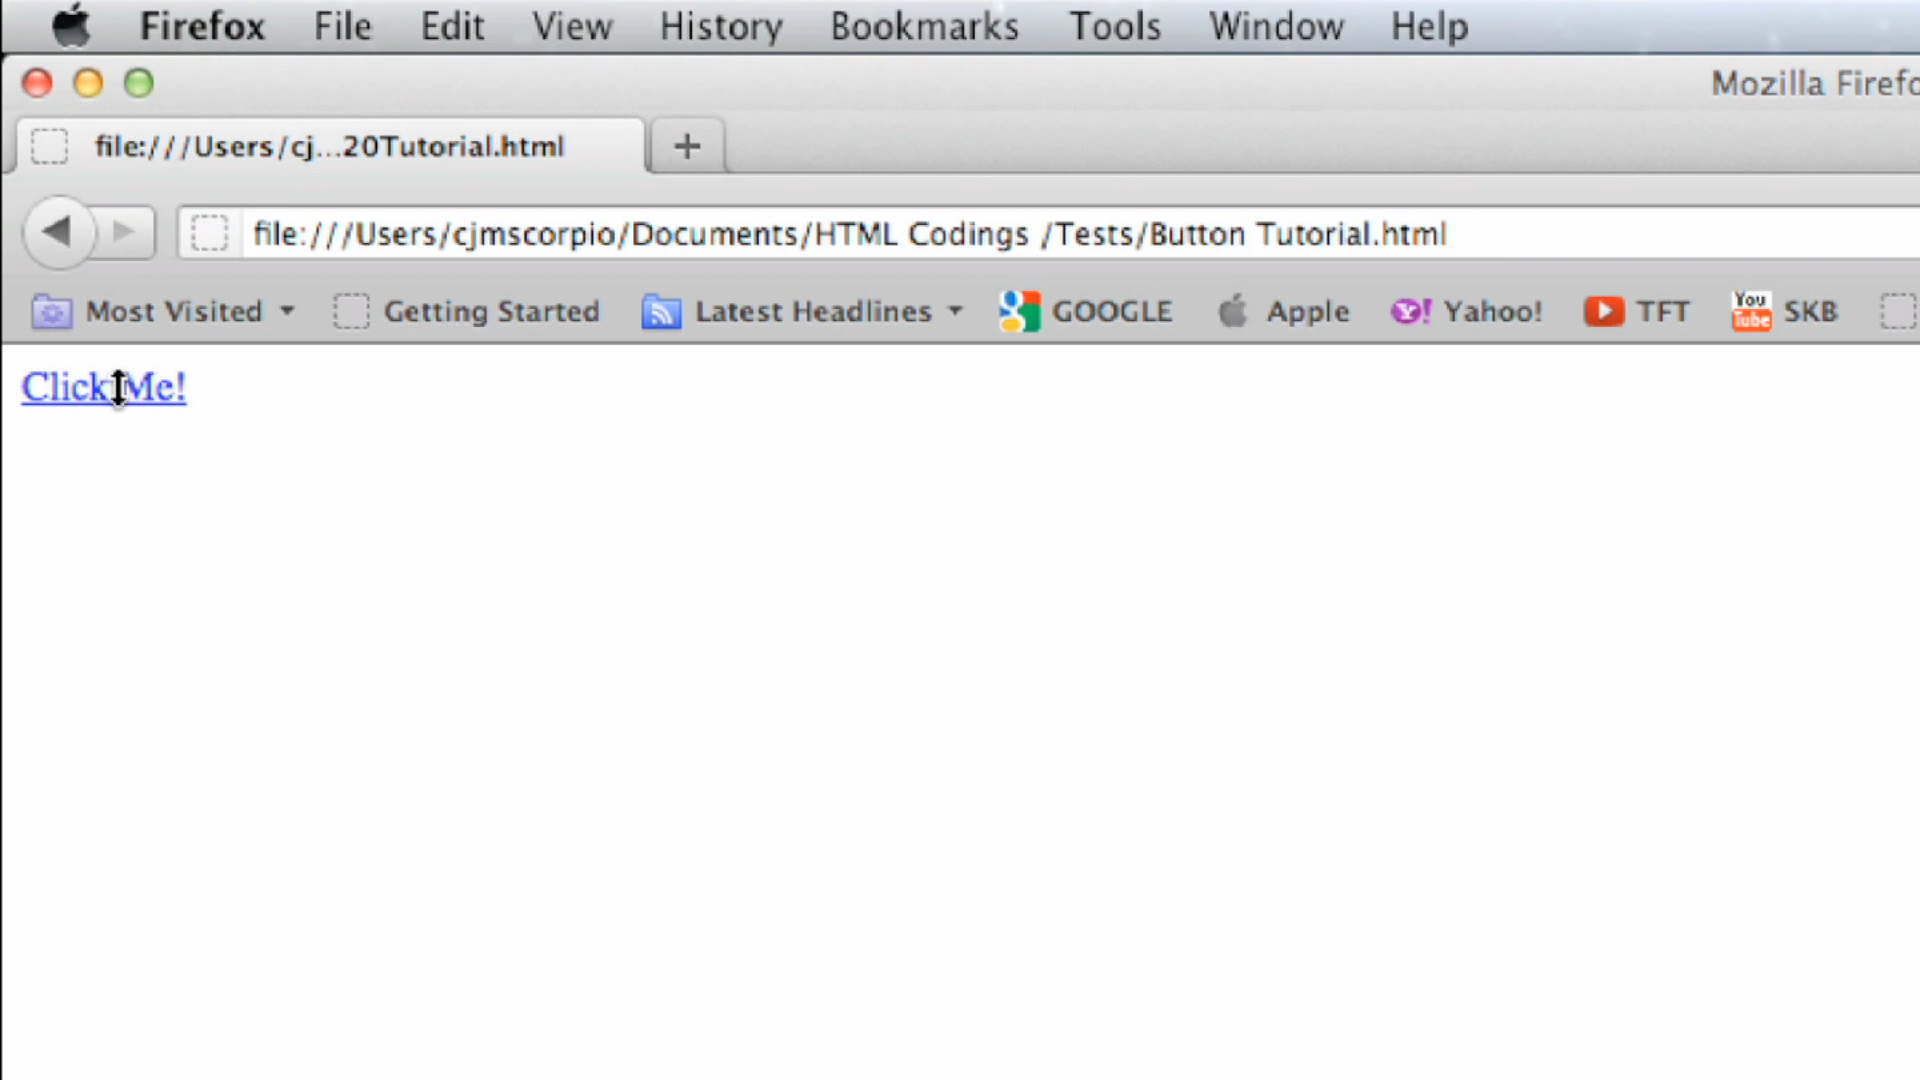 Firefox File Edit View History Bookmarks Tools Window Help
Mozilla Firefo
file:///Users/cj...20Tutorial.html +
file:///Users/cjmscorpio/Documents/HTML Codings /Tests/Button Tutorial.html
Most Visited Getting Started Latest Headlines GOOGLE Apple Y! Yahoo! TFT You Tube SKB
Click Me!